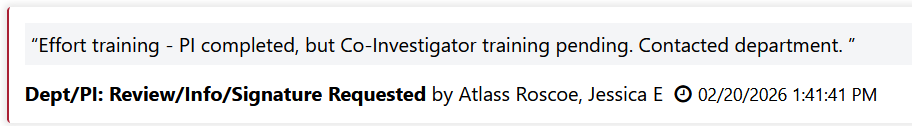 “Effort training - PI completed, but Co-Investigator training pending. Contacted department. ”
Dept/PI: Review/Info/Signature Requested by Atlass Roscoe, Jessica E 02/20/2026 1:41:41 PM